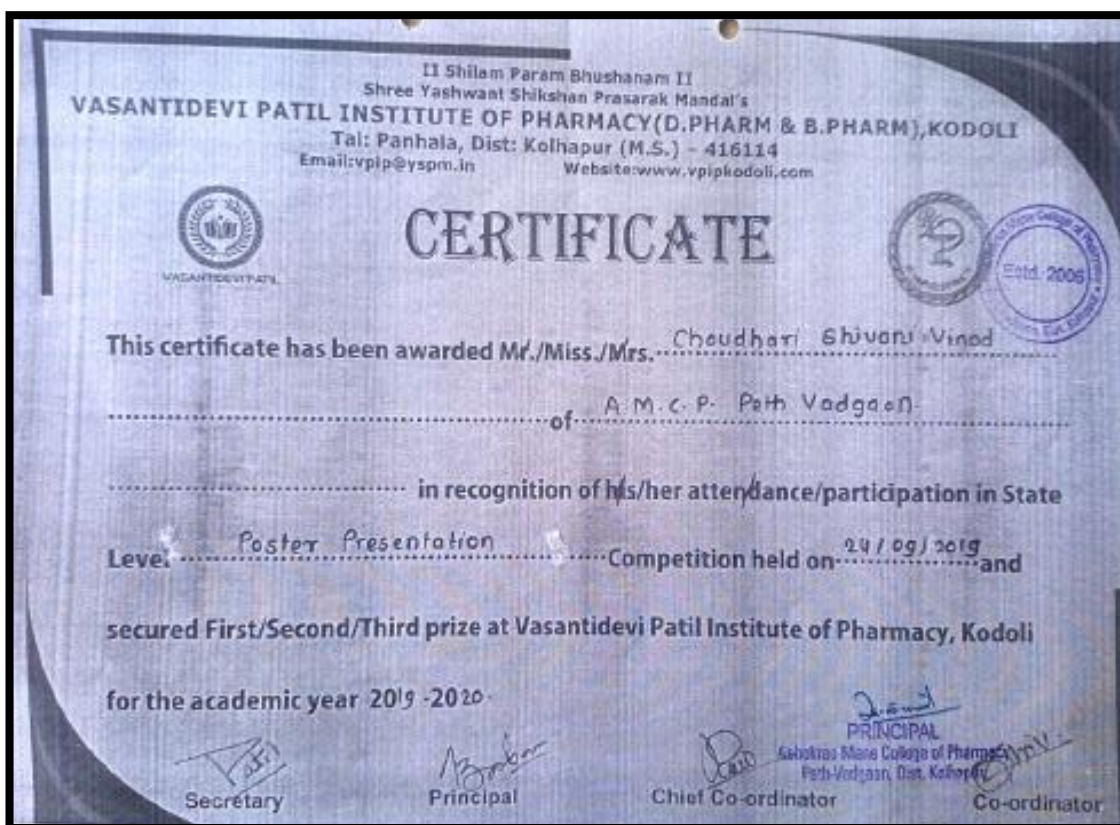 II Shilam Param Bhushanam II
Shree Yashwant Shikshan Prasarak Mandal's
VASANTIDEVI PATIL INSTITUTE OF PHARMACY(D.PHARM & B.PHARM),KODOLI
Tal: Panhala, Dist: Kolhapur (M.S.) - 416114
Email:vpip@yspm.in Website:www.vpipkodoli.com
CERTIFICATE
VASANTIDEVI PATIL
Estd. 2006
This certificate has been awarded Mr./Miss./Mrs. Choudhari Shivani Vinod
of A.M.C.P. Peth Vadgaon.
in recognition of his/her attendance/participation in State
Level Poster Presentation Competition held on 24/09/2019 and
secured First/Second/Third prize at Vasantidevi Patil Institute of Pharmacy, Kodoli
for the academic year 2019 -2020.
PRINCIPAL
Mane College of Pharmacy
Peth-Vadgaon, Dist. Kolhapur
Secretary Principal Chief Co-ordinator Co-ordinator